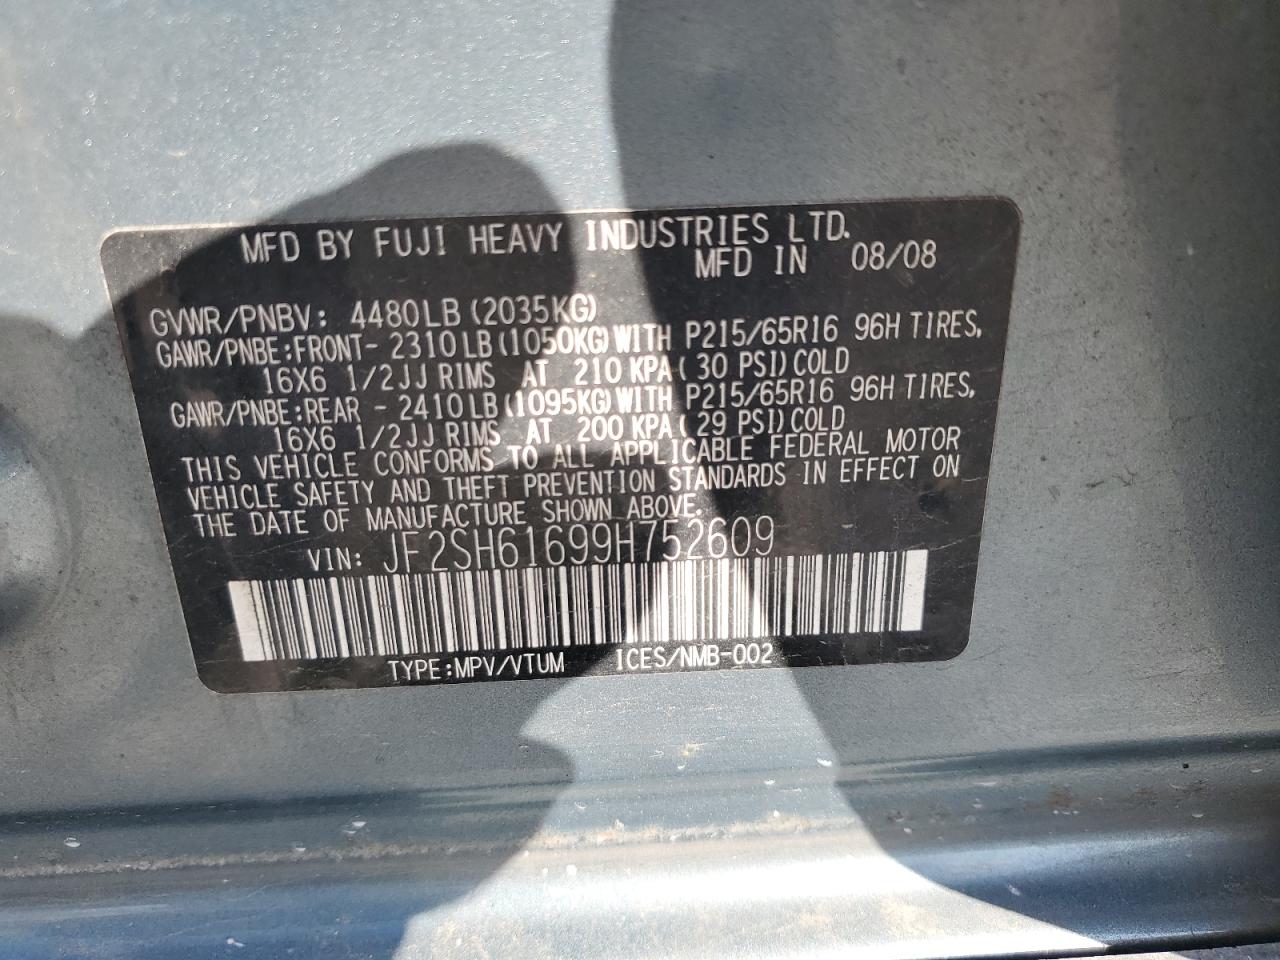 MFD BY FUJI HEAVY INDUSTRIES LTD.
MFD IN 08/08
GVWR/PNBV: 4480LB (2035KG)
GAWR/PNBE:FRONT- 2310LB(1050KG)WITH P215/65R16 96H TIRES,
16X6 1/2JJ RIMS AT 210 KPA( 30 PSI)COLD
GAWR/PNBE:REAR - 2410LB(1095KG)WITH P215/65R16 96H TIRES,
16X6 1/2JJ RIMS AT 200 KPA( 29 PSI)COLD
THIS VEHICLE CONFORMS TO ALL APPLICABLE FEDERAL MOTOR
VEHICLE SAFETY AND THEFT PREVENTION STANDARDS IN EFFECT ON
THE DATE OF MANUFACTURE SHOWN ABOVE.
VIN: JF2SH61699H752609
TYPE:MPV/VTUM ICES/NMB-002